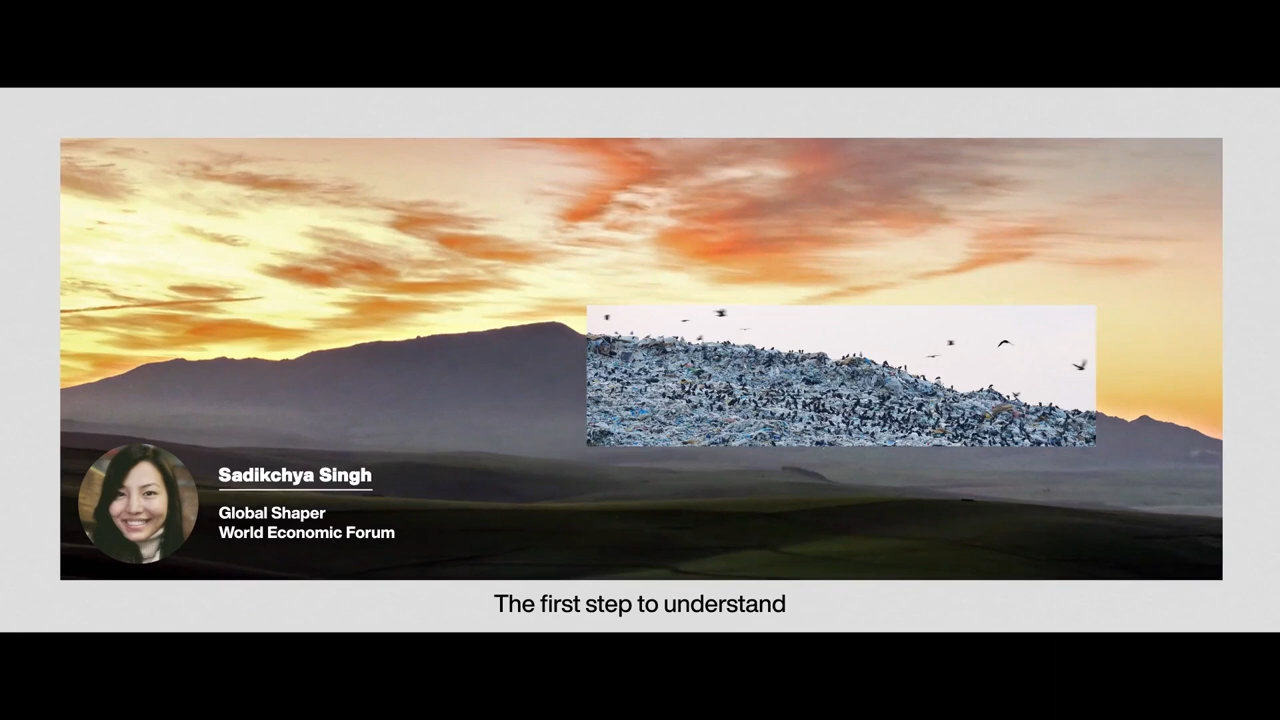 Sadikchya Singh
Global Shaper
World Economic Forum
The first step to understand